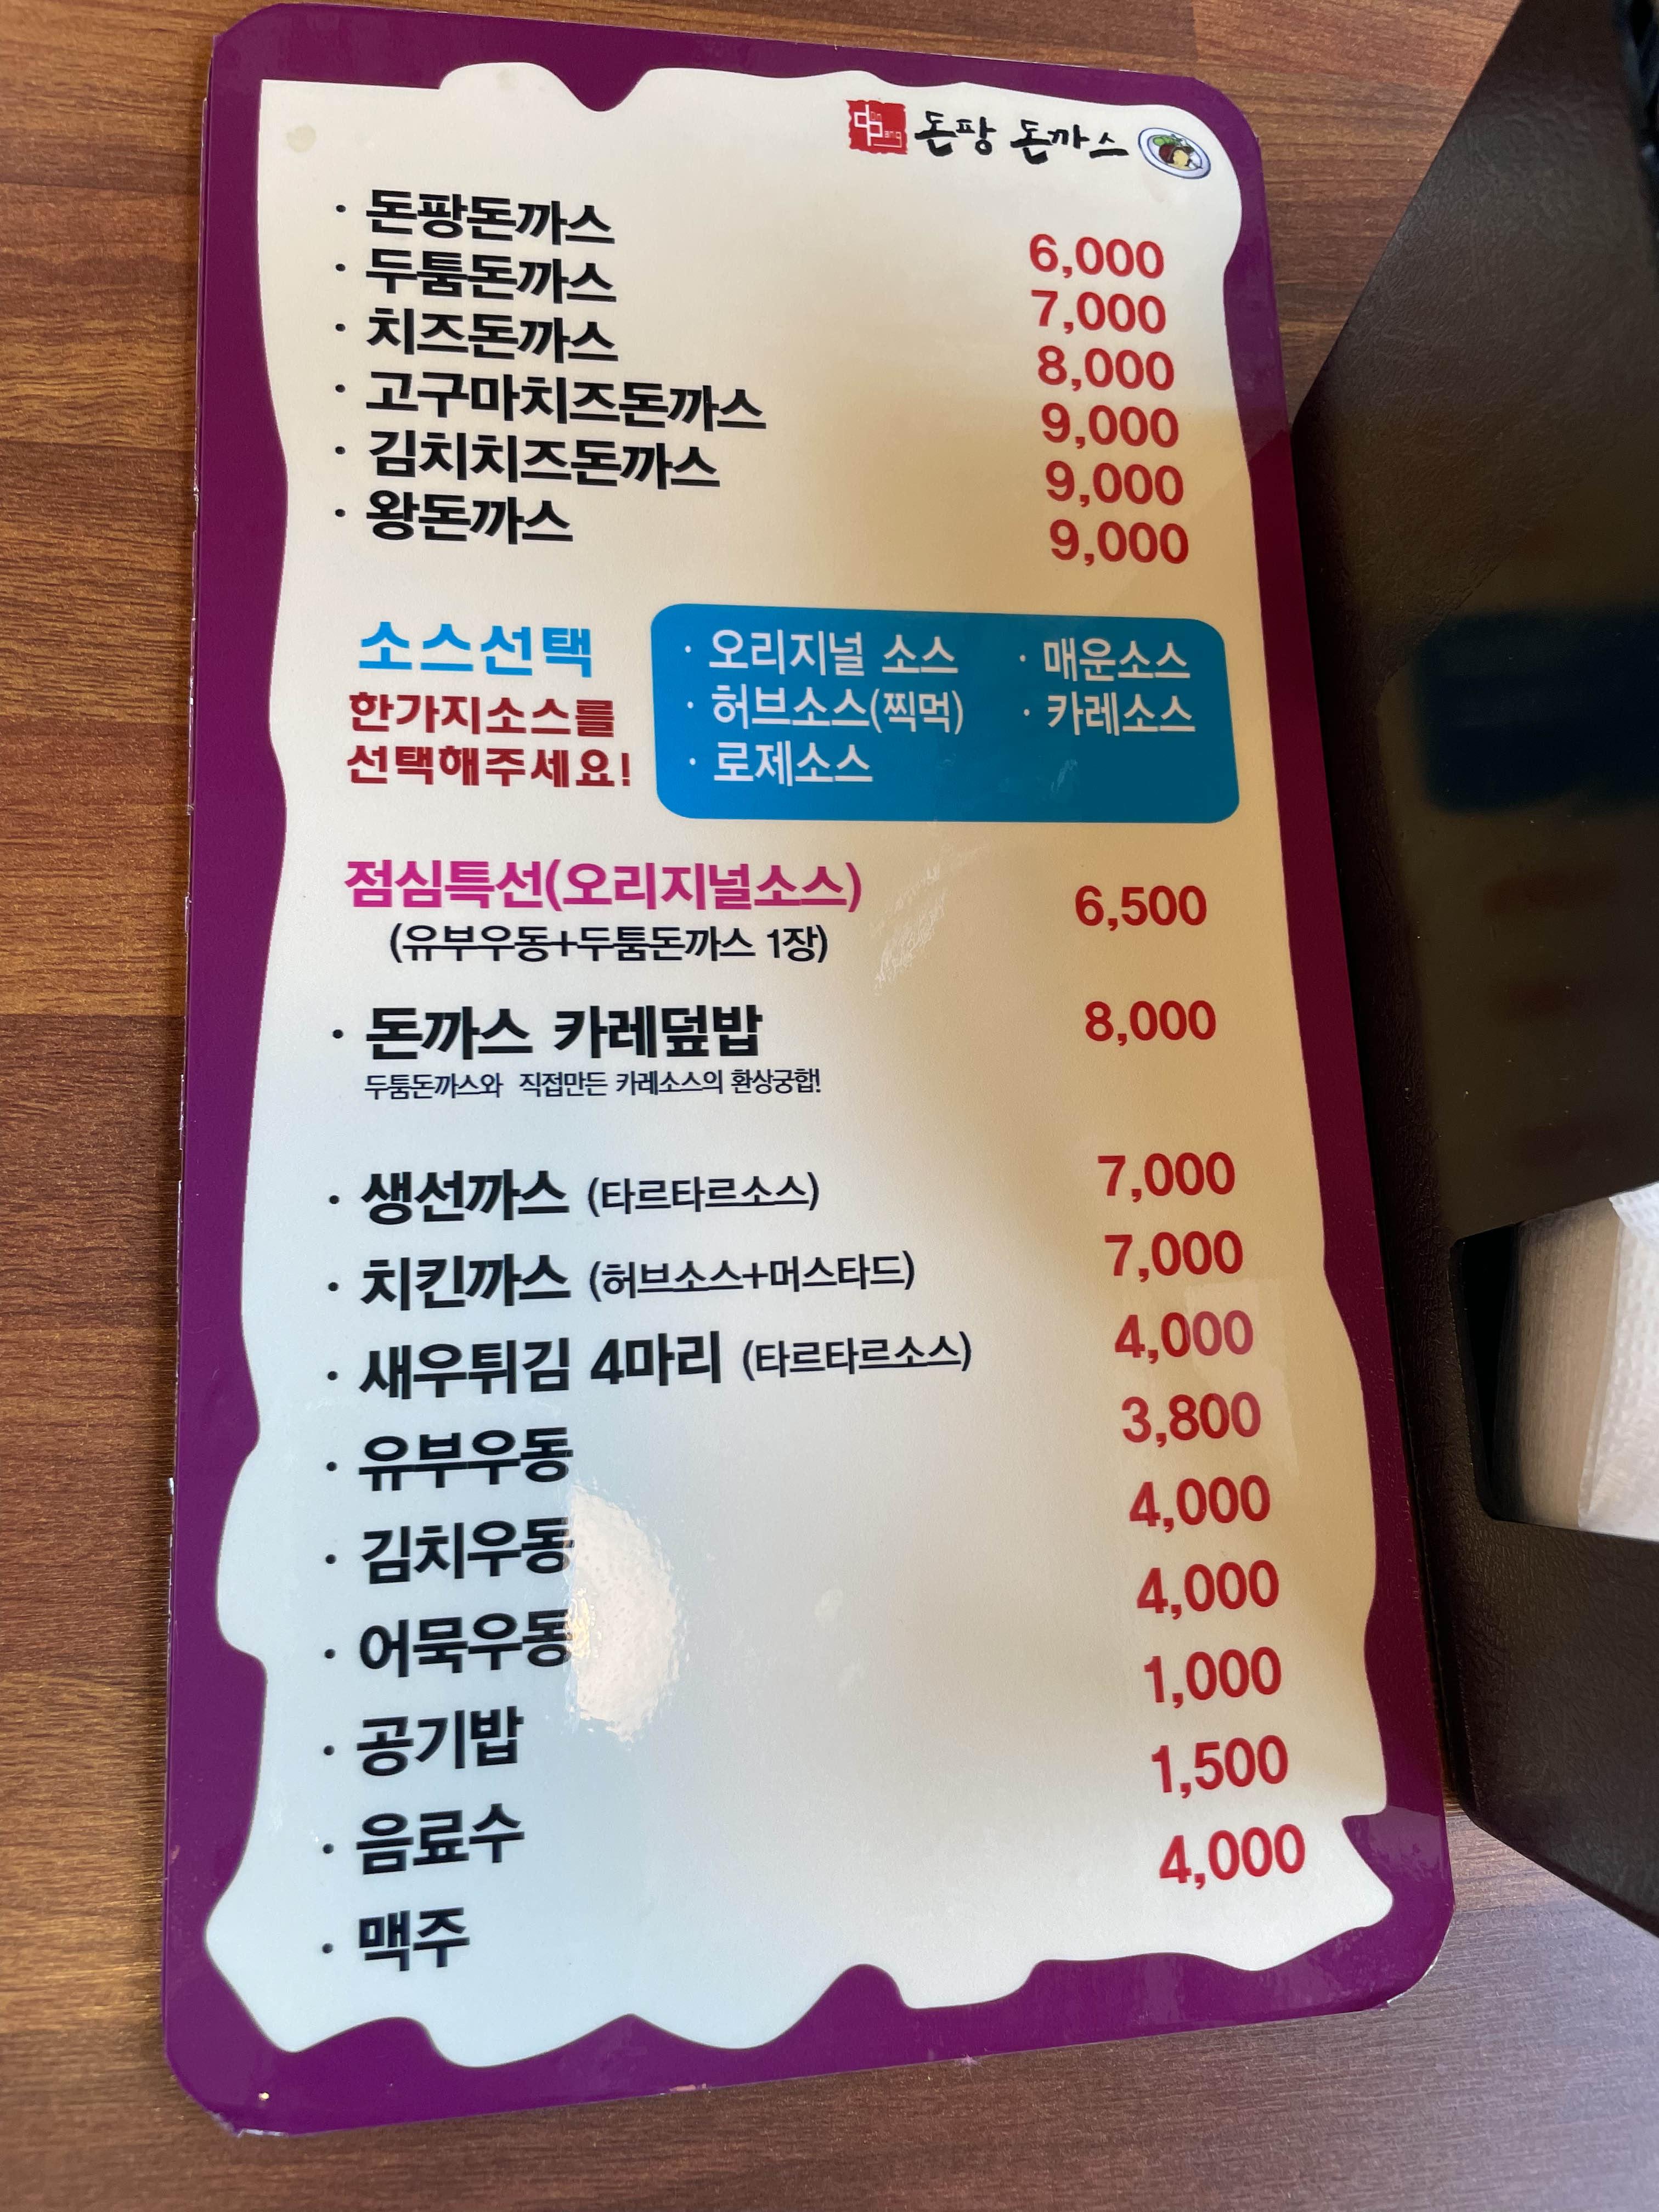 don pang 돈팡 돈까스
· 돈팡돈까스 6,000
· 두툼돈까스 7,000
· 치즈돈까스 8,000
· 고구마치즈돈까스 9,000
· 김치치즈돈까스 9,000
· 왕돈까스 9,000
소스선택
한가지소스를
선택해주세요!
· 오리지널 소스 · 매운소스
· 허브소스(찍먹) · 카레소스
· 로제소스
점심특선(오리지널소스) 6,500
(유부우동+두툼돈까스 1장)
· 돈까스 카레덮밥 8,000
두툼돈까스와 직접만든 카레소스의 환상궁합!
· 생선까스 (타르타르소스) 7,000
· 치킨까스 (허브소스+머스타드) 7,000
· 새우튀김 4마리 (타르타르소스) 4,000
· 유부우동 3,800
· 김치우동 4,000
· 어묵우동 4,000
· 공기밥 1,000
· 음료수 1,500
· 맥주 4,000